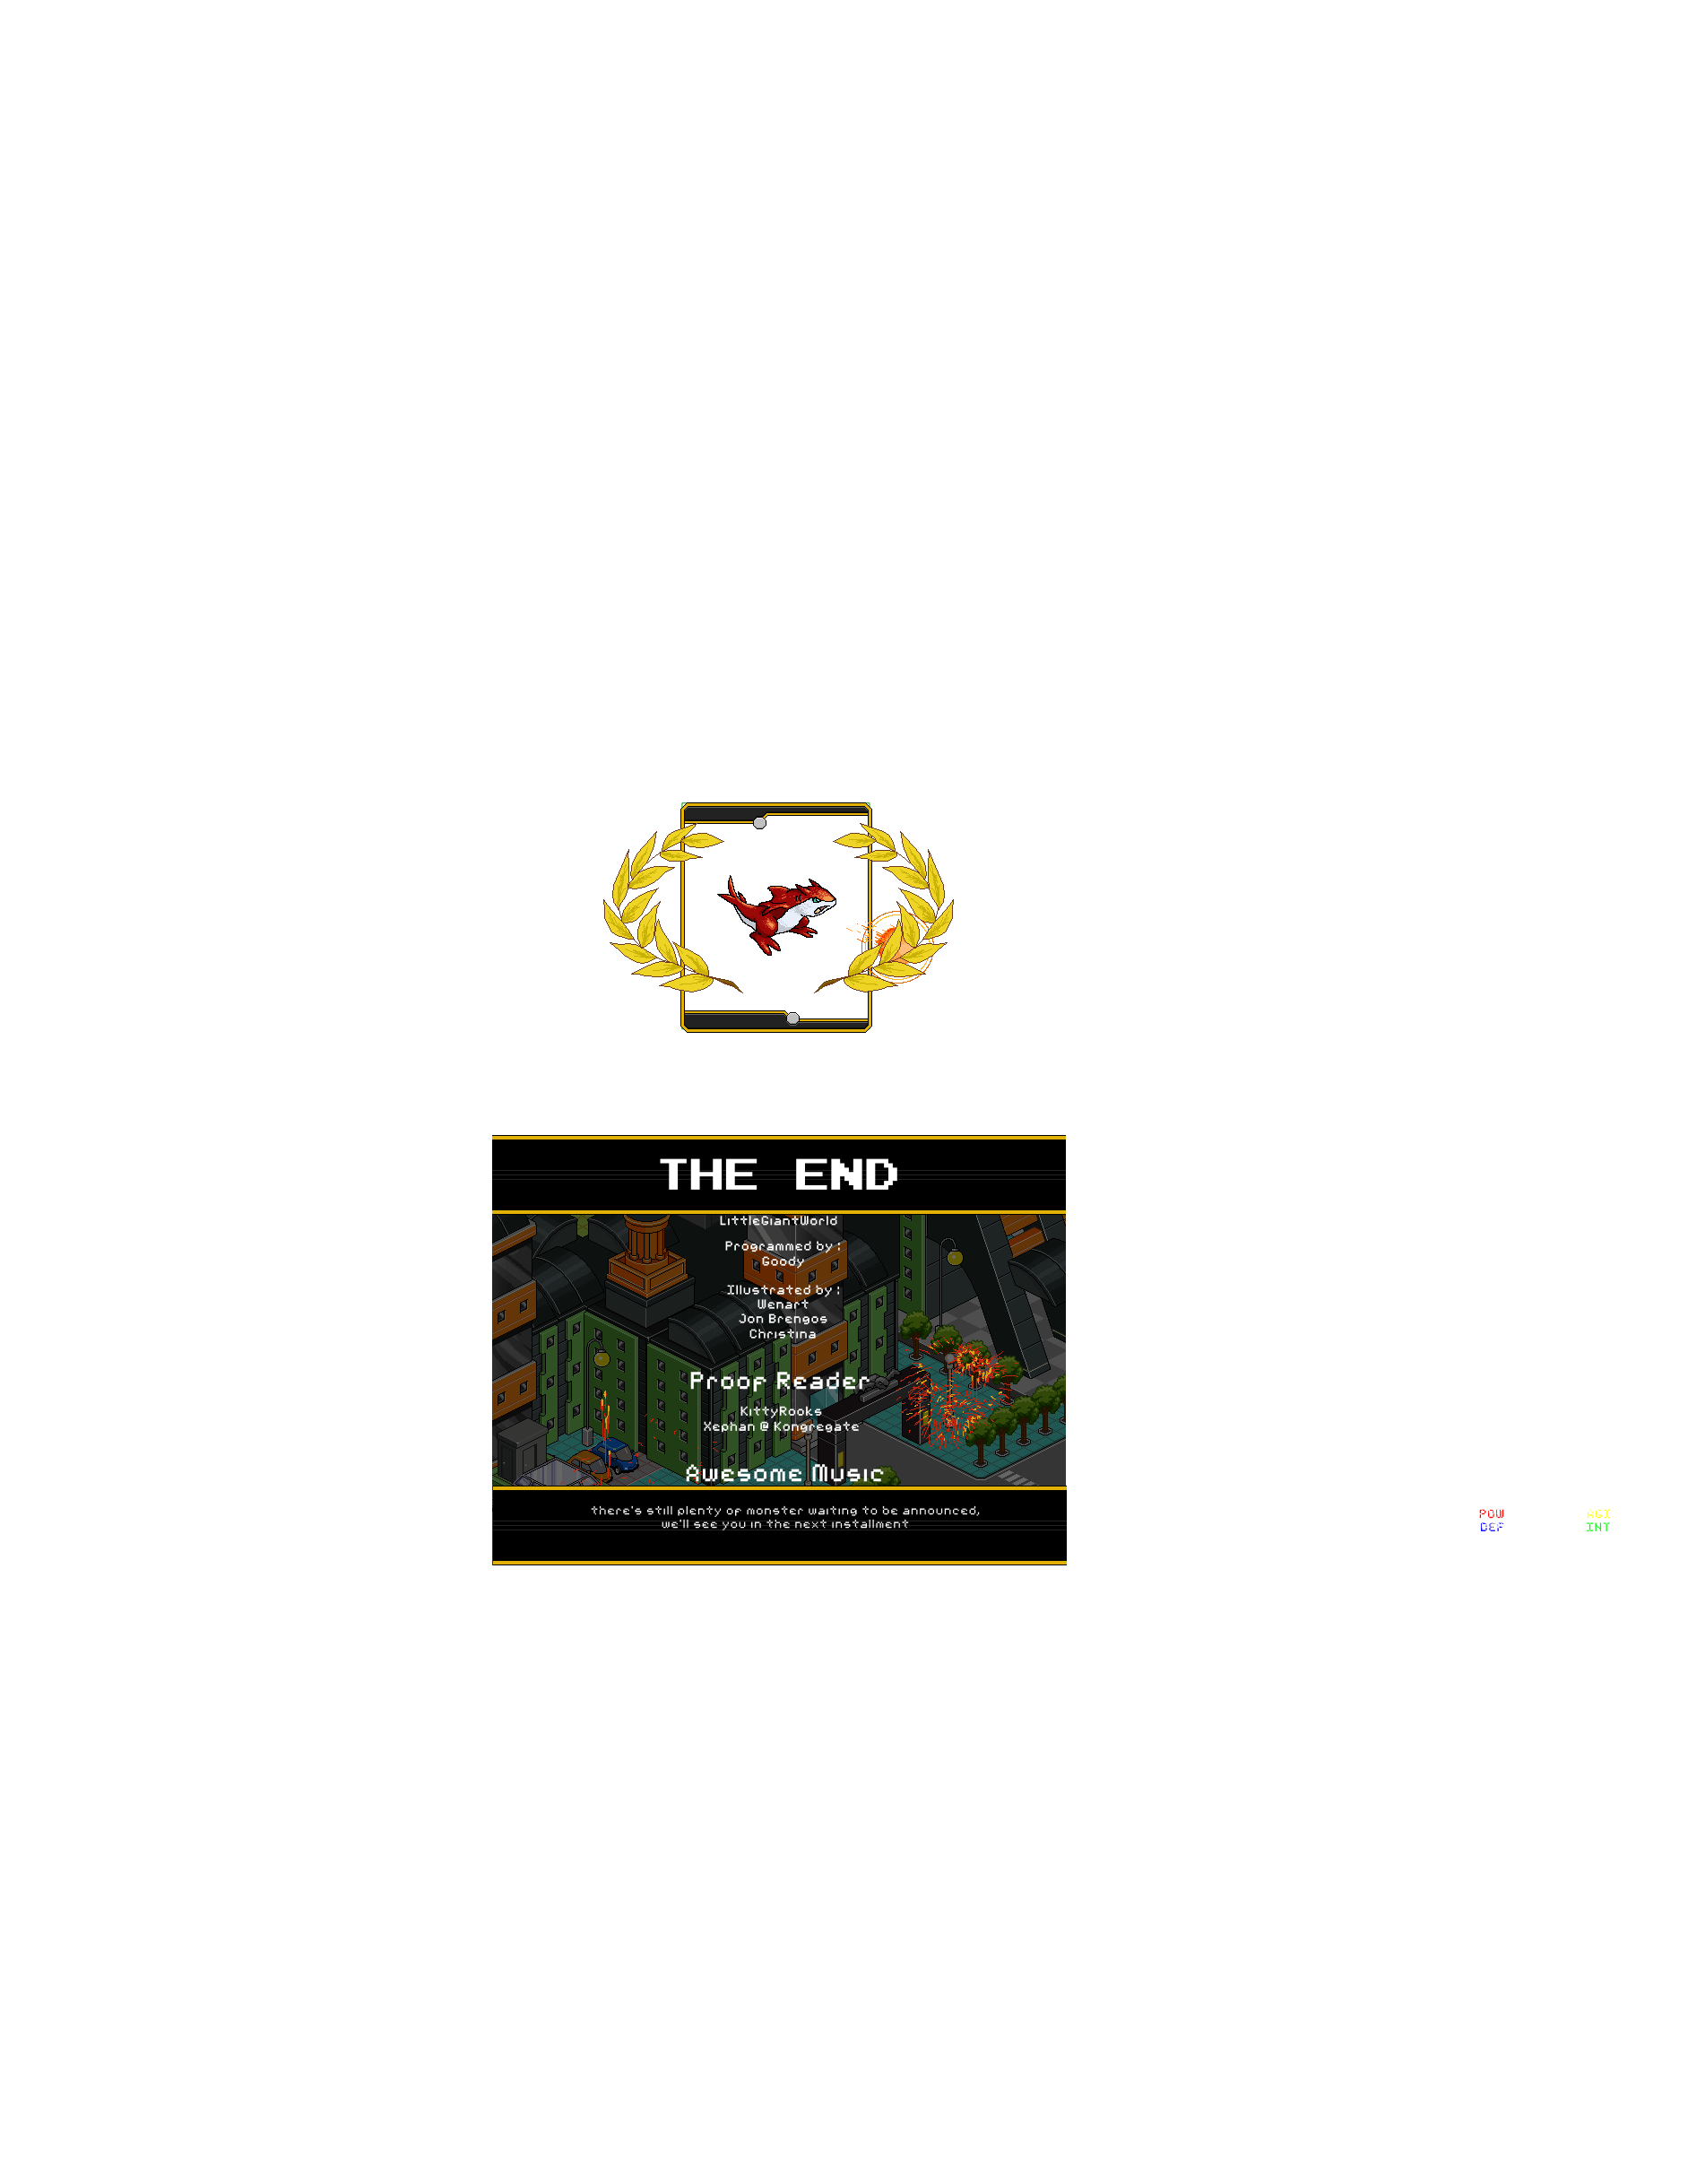 THE END
LittleGiantWorld
Programmed by :
Goody
Illustrated by :
Wenart
Jon Brengos
Christina
Proof Reader
KittyRooks
Xephan @ Kongregate
Awesome Music
there's still plenty of monster waiting to be announced,
we'll see you in the next installment
POW AGI
DEF INT